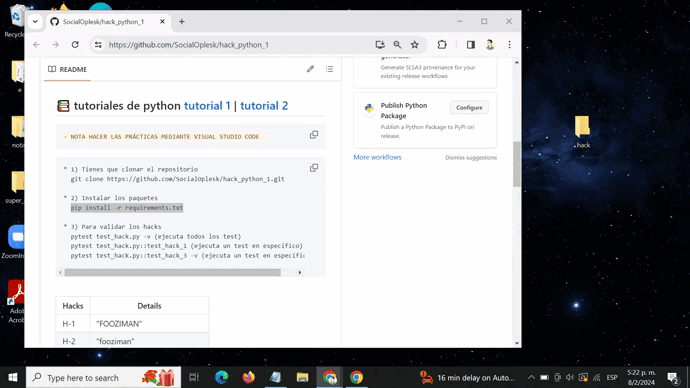 Recycle
SocialOplesk/hack_python_1
https://github.com/SocialOplesk/hack_python_1
README
Generate SLSA3 provenance for your
existing release workflows
tutoriales de python tutorial 1 | tutorial 2
- NOTA HACER LAS PRÁCTICAS MEDIANTE VISUAL STUDIO CODE
Publish Python
Package
Configure
Publish a Python Package to PyPI on
release.
More workflows
Dismiss suggestions
* 1) Tienes que clonar el repositorio
git clone https://github.com/SocialOplesk/hack_python_1.git
* 2) Instalar los paquetes
pip install -r requirements.txt
* 3) Para validar los hacks
pytest test_hack.py -v (ejecuta todos los test)
pytest test_hack.py::test_hack_1 (ejecuta un test en específico)
pytest test_hack.py::test_hack_3 -v (ejecuta un test en específic
Hacks Details
H-1 "FOOZIMAN"
H-2 "fooziman"
nota
super_
ZoomIn
Adob
Acrob
hack
Type here to search
16 min delay on Auto...
ESP
5:22 p. m.
8/2/2024